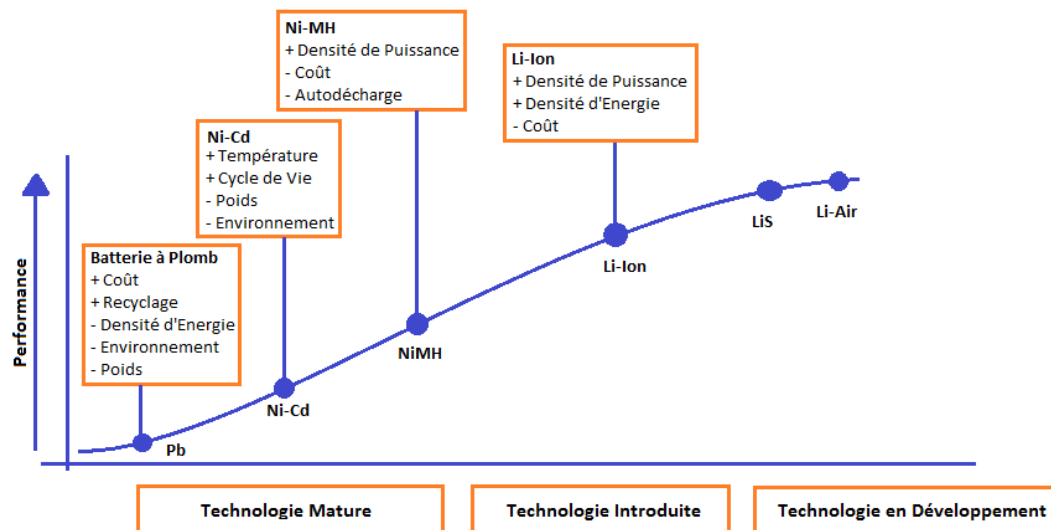 Ni-MH
+ Densité de Puissance
- Coût
- Autodécharge
Li-Ion
+ Densité de Puissance
+ Densité d'Energie
- Coût
Ni-Cd
+ Température
+ Cycle de Vie
- Poids
- Environnement
Batterie à Plomb
+ Coût
+ Recyclage
- Densité d'Energie
- Environnement
- Poids
Performance
Pb
Ni-Cd
NiMH
Li-Ion
LiS
Li-Air
Technologie Mature
Technologie Introduite
Technologie en Développement